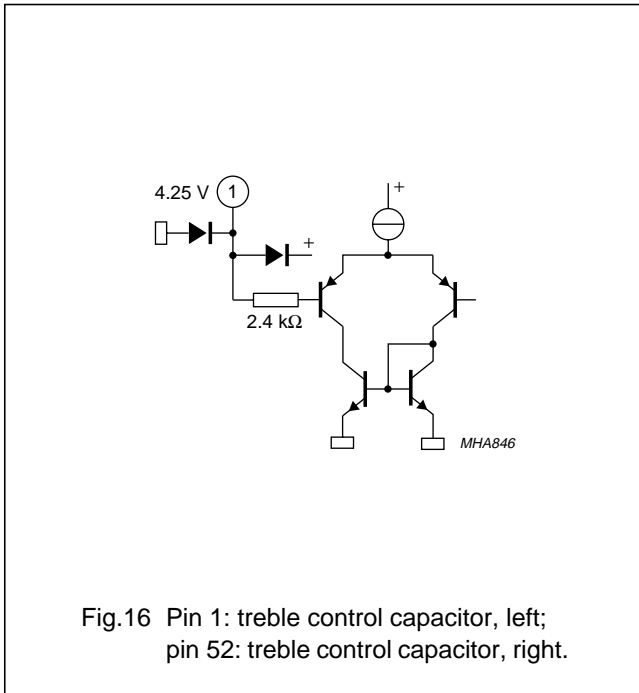 4.25 V
1
+
+
2.4 kΩ
MHA846
Fig.16 Pin 1: treble control capacitor, left;
pin 52: treble control capacitor, right.